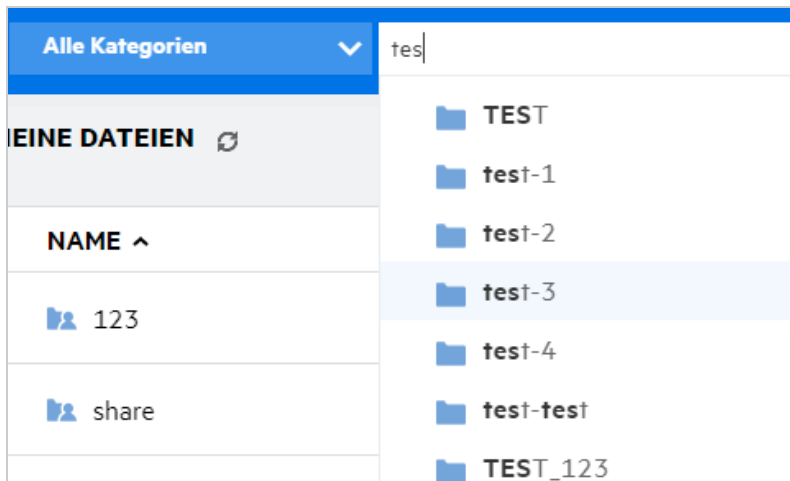 Alle Kategorien
tes
EINE DATEIEN
NAME
123
share
TEST
test-1
test-2
test-3
test-4
test-test
TEST_123